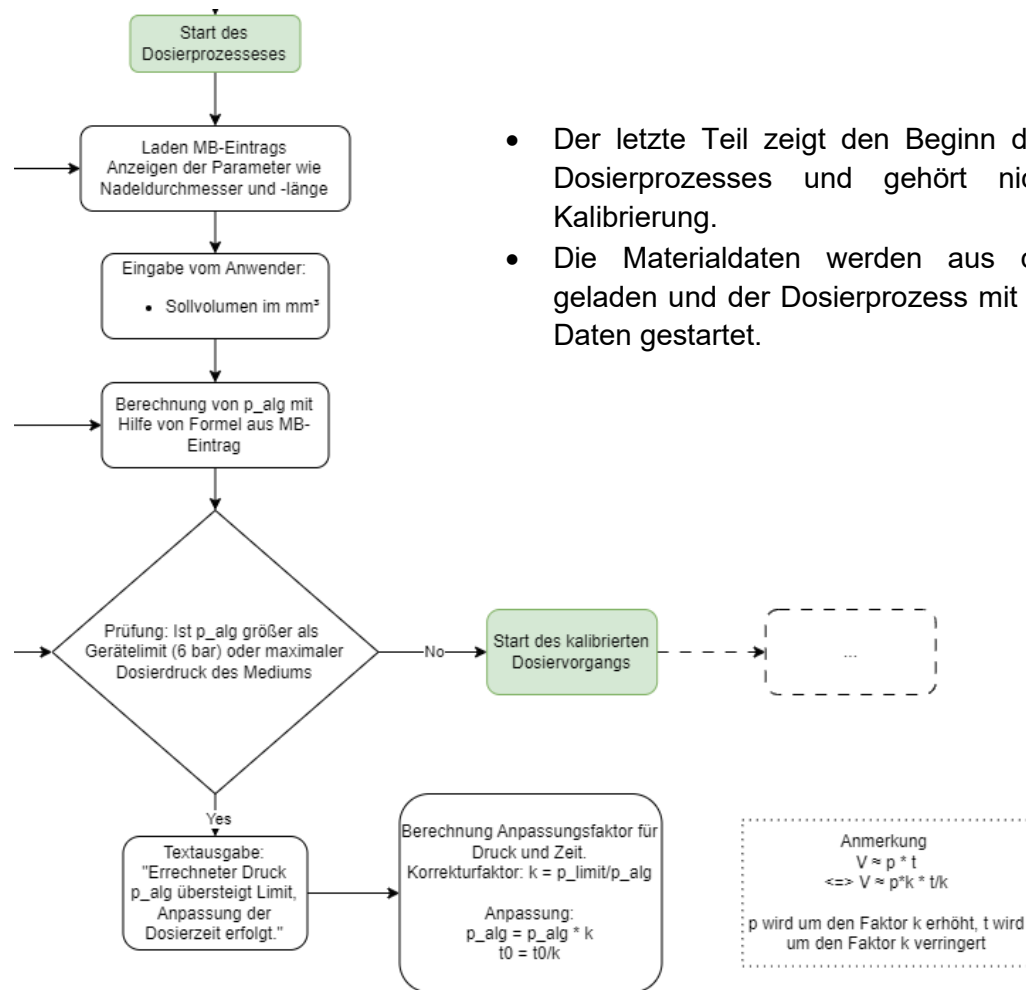 Start des
Dosierprozesseses
Laden MB-Eintrags
Anzeigen der Parameter wie
Nadeldurchmesser und -länge
Eingabe vom Anwender:
• Sollvolumen im mm³
Berechnung von p_alg mit
Hilfe von Formel aus MB-
Eintrag
Prüfung: Ist p_alg größer als
Gerätelimit (6 bar) oder maximaler
Dosierdruck des Mediums
No
Start des kalibrierten
Dosiervorgangs
...
Yes
Textausgabe:
"Errechneter Druck
p_alg übersteigt Limit,
Anpassung der
Dosierzeit erfolgt."
Berechnung Anpassungsfaktor für
Druck und Zeit.
Korrekturfaktor: k = p_limit/p_alg
Anpassung:
p_alg = p_alg * k
t0 = t0/k
Anmerkung
V ≈ p * t
<=> V ≈ p*k * t/k
p wird um den Faktor k erhöht, t wird
um den Faktor k verringert
• Der letzte Teil zeigt den Beginn
Dosierprozesses und gehört
Kalibrierung.
• Die Materialdaten werden aus
geladen und der Dosierprozess mit
Daten gestartet.